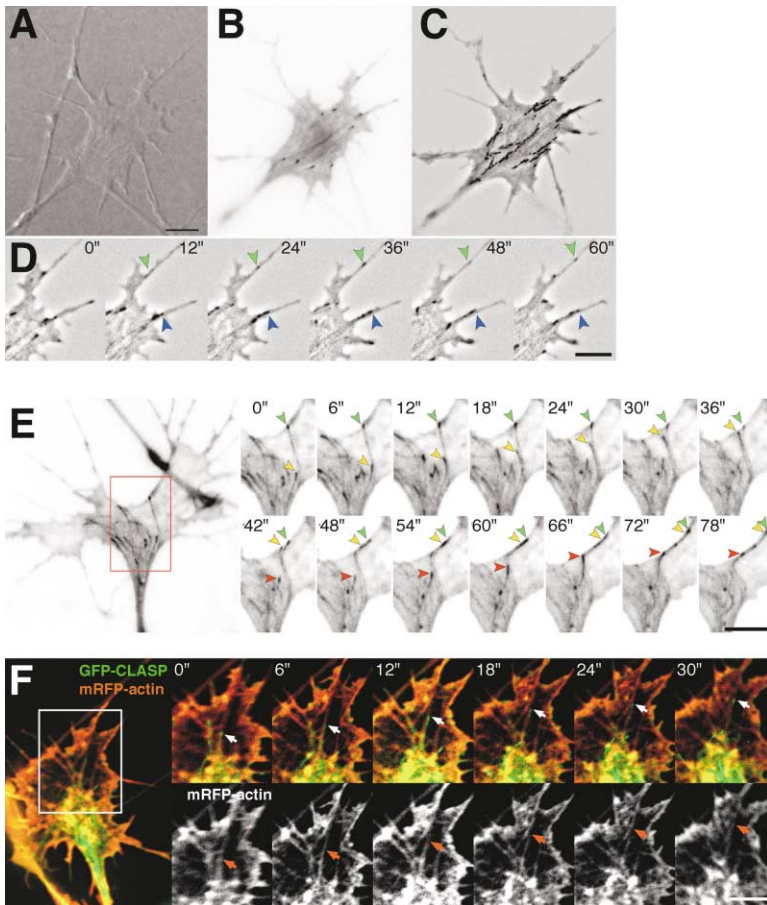 A
B
C
D
0"
12"
24"
36"
48"
60"
E
0"
6"
12"
18"
24"
30"
36"
42"
48"
54"
60"
66"
72"
78"
F
GFP-CLASP
mRFP-actin
0"
6"
12"
18"
24"
30"
mRFP-actin